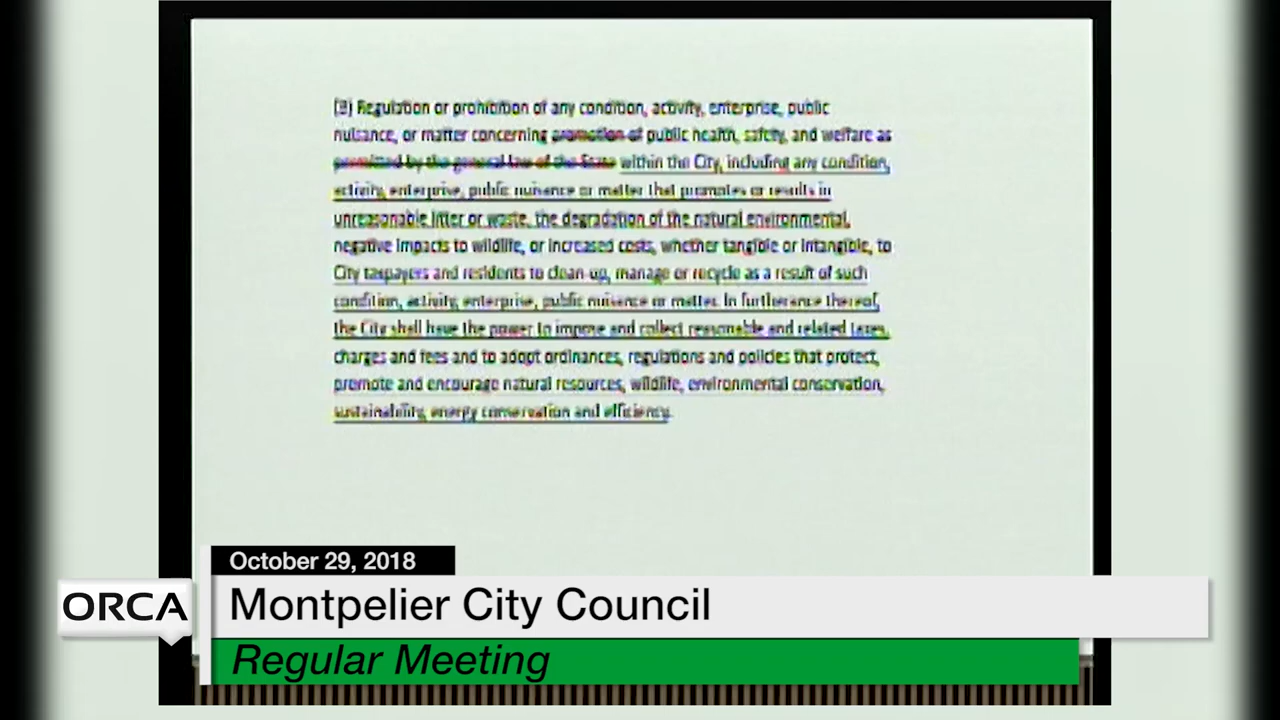 (3) Regulation or prohibition of any condition, activity, enterprise, public
nuisance, or matter concerning promotion of public health, safety, and welfare as
permitted by the general law of the State within the City, including any condition,
activity, enterprise, public nuisance or matter that promotes or results in
unreasonable litter or waste, the degradation of the natural environmental,
negative impacts to wildlife, or increased costs, whether tangible or intangible, to
City taxpayers and residents to clean-up, manage or recycle as a result of such
condition, activity, enterprise, public nuisance or matter. In furtherance thereof,
the City shall have the power to impose and collect reasonable and related taxes,
charges and fees and to adopt ordinances, regulations and policies that protect,
promote and encourage natural resources, wildlife, environmental conservation,
sustainability, energy conservation and efficiency.
October 29, 2018
ORCA
Montpelier City Council
Regular Meeting